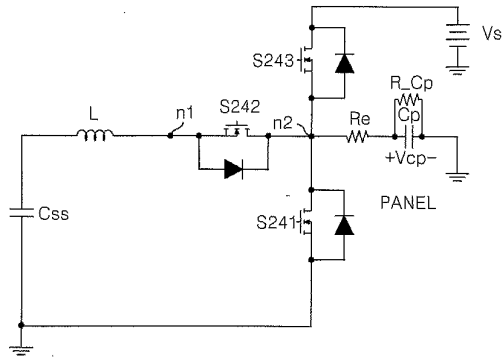 Vs
S243
R_Cp
L
n1
S242
n2
Re
Cp
+Vcp-
Css
S241
PANEL